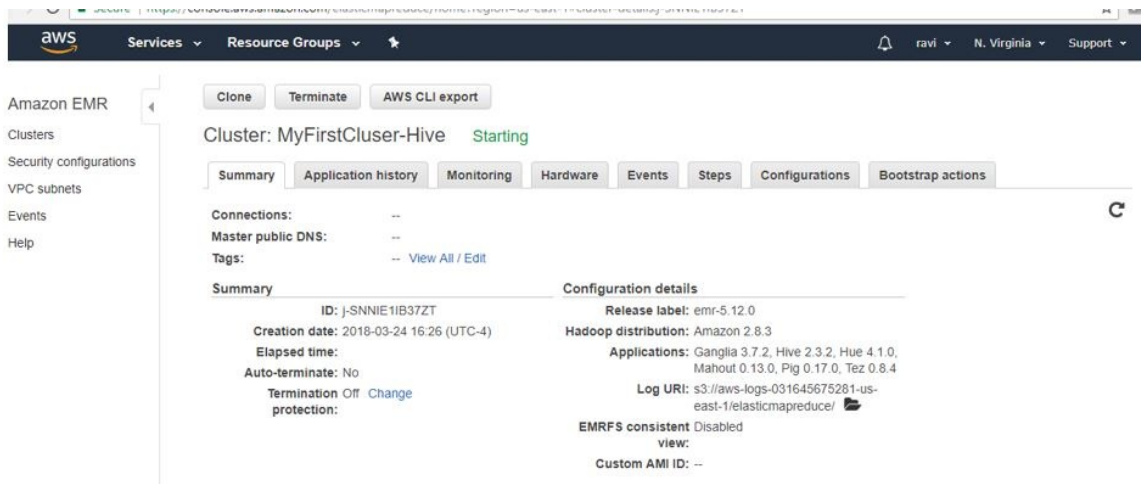 aws Services Resource Groups ravi N. Virginia Support
Amazon EMR
Clusters
Security configurations
VPC subnets
Events
Help
Clone Terminate AWS CLI export
Cluster: MyFirstCluser-Hive Starting
Summary Application history Monitoring Hardware Events Steps Configurations Bootstrap actions
Connections: --
Master public DNS: --
Tags: -- View All / Edit
Summary
ID: j-SNNIE1IB37ZT
Creation date: 2018-03-24 16:26 (UTC-4)
Elapsed time:
Auto-terminate: No
Termination Off Change
protection:
Configuration details
Release label: emr-5.12.0
Hadoop distribution: Amazon 2.8.3
Applications: Ganglia 3.7.2, Hive 2.3.2, Hue 4.1.0,
Mahout 0.13.0, Pig 0.17.0, Tez 0.8.4
Log URI: s3://aws-logs-031645675281-us-
east-1/elasticmapreduce/
EMRFS consistent Disabled
view:
Custom AMI ID: --